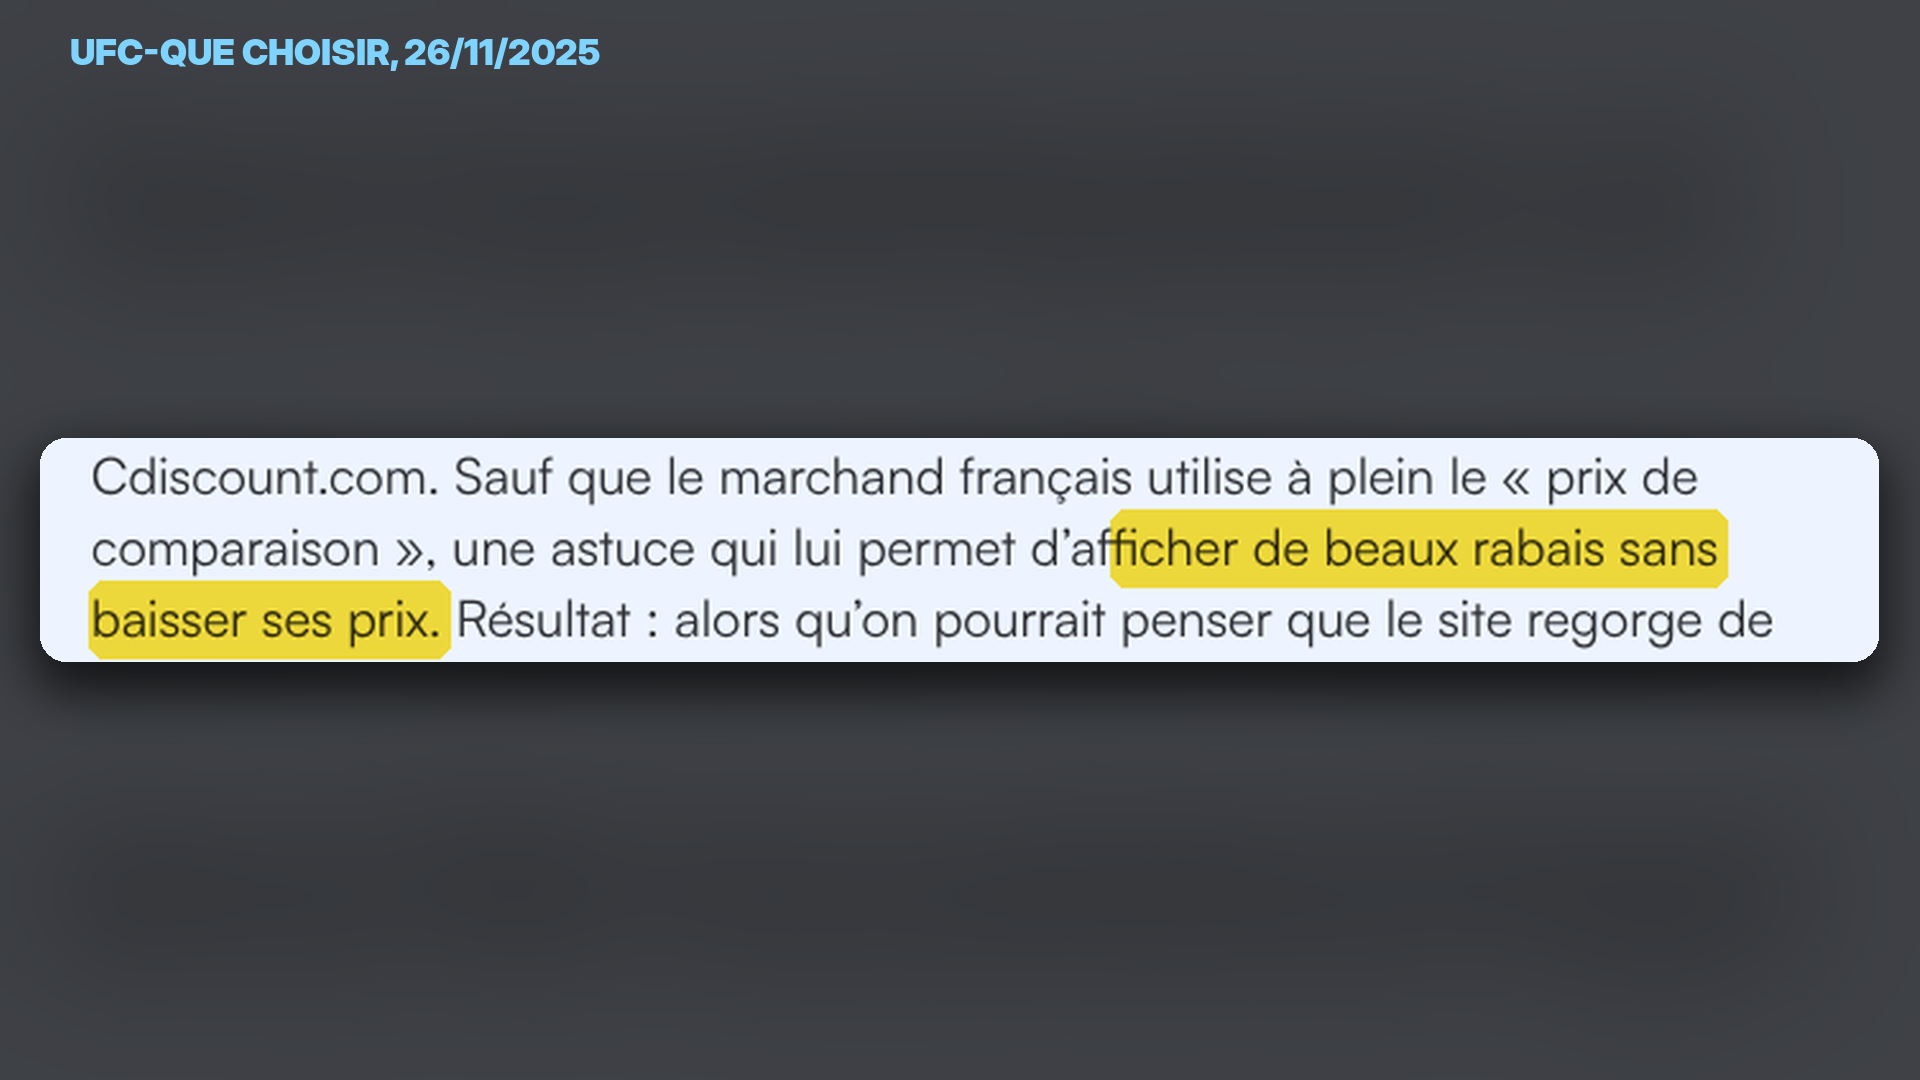 UFC-QUE CHOISIR, 26/11/2025
Cdiscount.com. Sauf que le marchand français utilise à plein le « prix de
comparaison », une astuce qui lui permet d’afficher de beaux rabais sans
baisser ses prix. Résultat : alors qu’on pourrait penser que le site regorge de